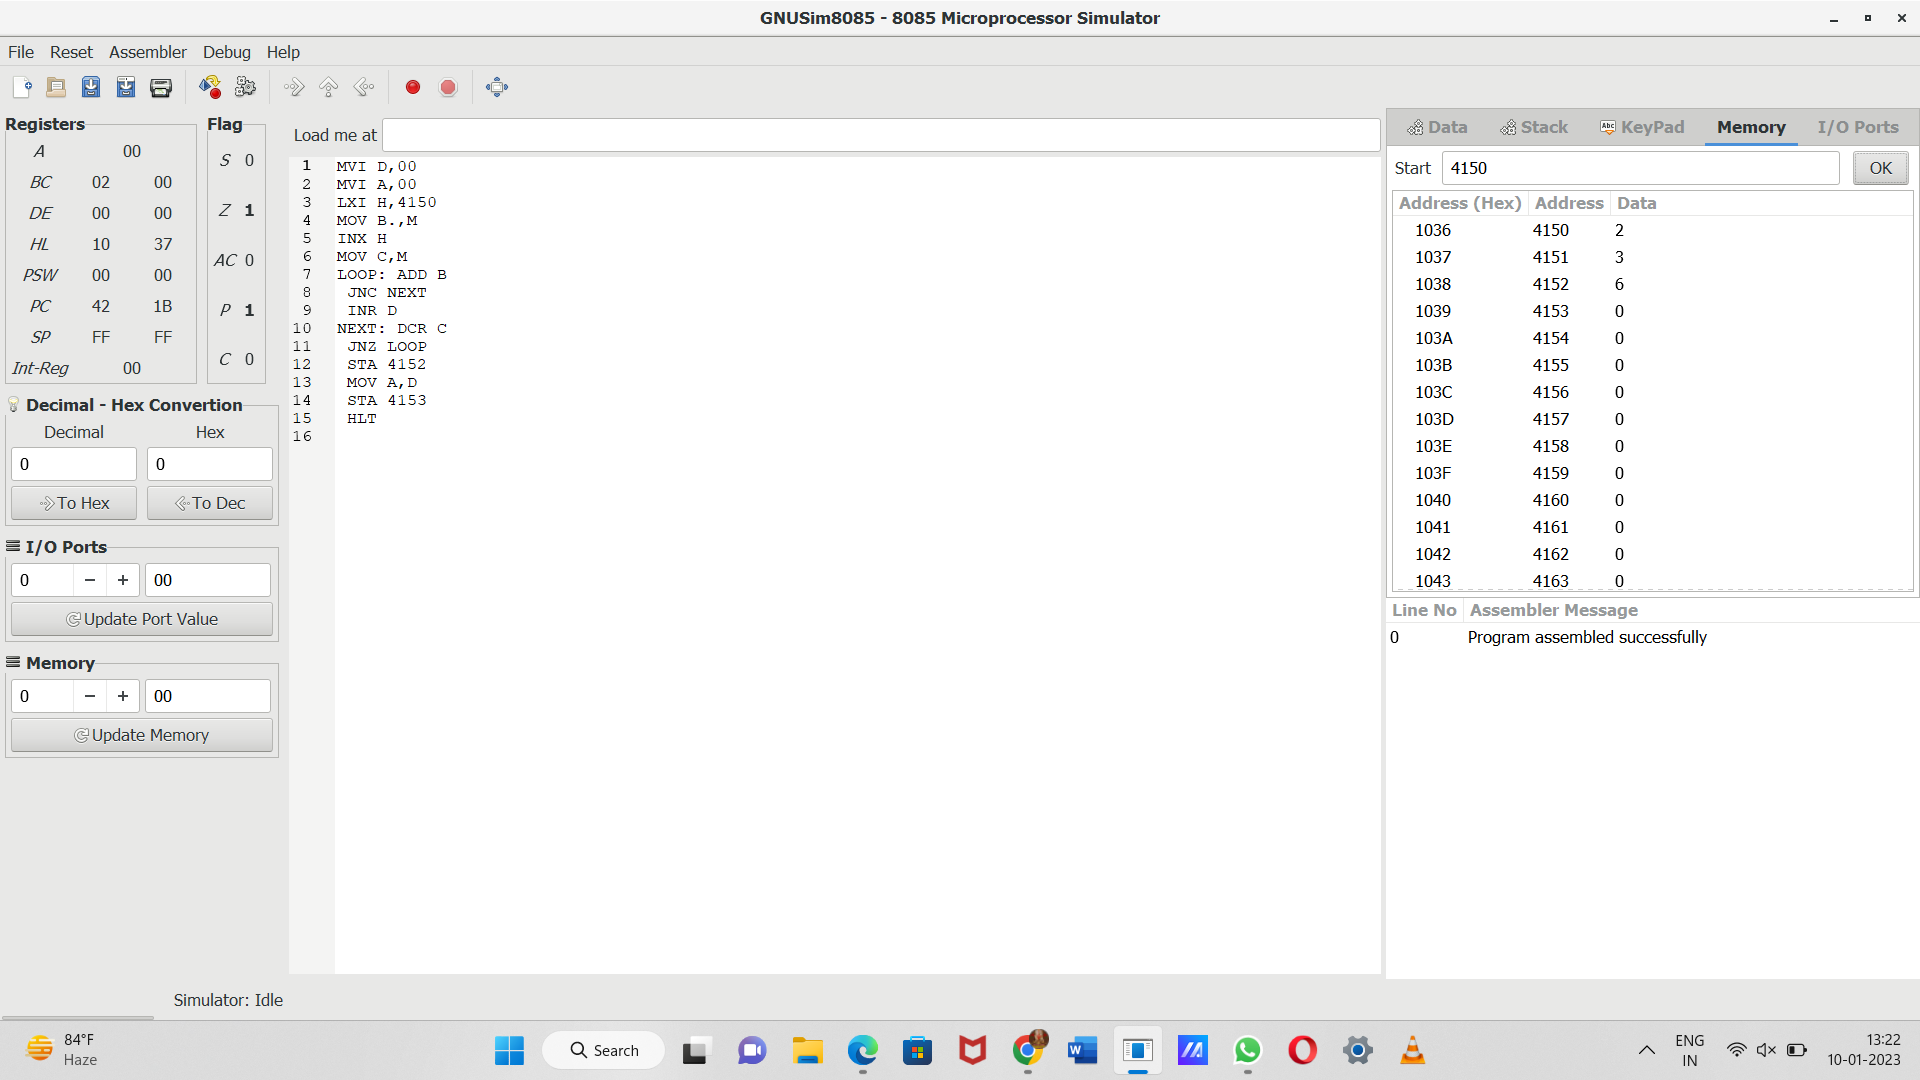 GNUSim8085 - 8085 Microprocessor Simulator
File Reset Assembler Debug Help
Registers
A 00
BC 02 00
DE 00 00
HL 10 37
PSW 00 00
PC 42 1B
SP FF FF
Int-Reg 00
Flag
S 0
Z 1
AC 0
P 1
C 0
Decimal - Hex Convertion
Decimal Hex
0 0
To Hex To Dec
I/O Ports
0 − + 00
Update Port Value
Memory
0 − + 00
Update Memory
Load me at
1 MVI D,00
2 MVI A,00
3 LXI H,4150
4 MOV B.,M
5 INX H
6 MOV C,M
7 LOOP: ADD B
8 JNC NEXT
9 INR D
10 NEXT: DCR C
11 JNZ LOOP
12 STA 4152
13 MOV A,D
14 STA 4153
15 HLT
16
Data Stack Abc KeyPad Memory I/O Ports
Start 4150 OK
Address (Hex) Address Data
1036 4150 2
1037 4151 3
1038 4152 6
1039 4153 0
103A 4154 0
103B 4155 0
103C 4156 0
103D 4157 0
103E 4158 0
103F 4159 0
1040 4160 0
1041 4161 0
1042 4162 0
1043 4163 0
Line No Assembler Message
0 Program assembled successfully
Simulator: Idle
84°F
Haze
Search
ENG
IN
13:22
10-01-2023